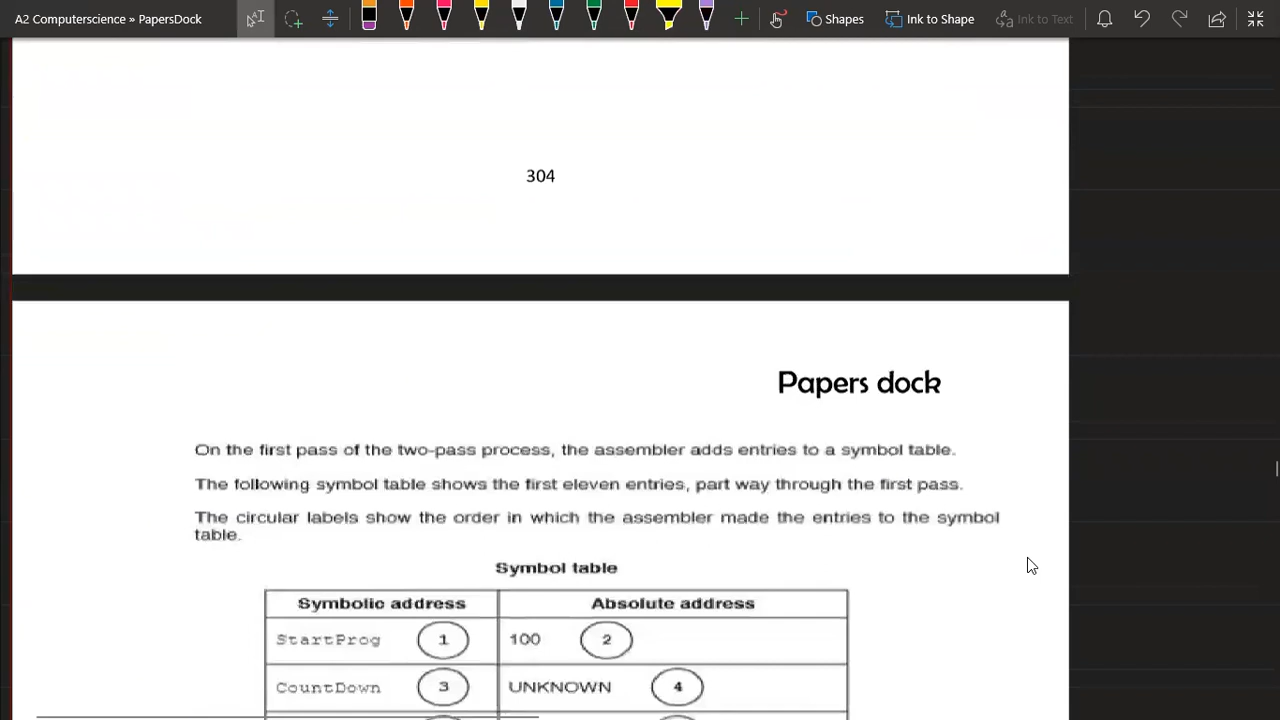 A2 Computerscience » PapersDock
Shapes
Ink to Shape
Ink to Text
304
Papers dock
On the first pass of the two-pass process, the assembler adds entries to a symbol table.
The following symbol table shows the first eleven entries, part way through the first pass.
The circular labels show the order in which the assembler made the entries to the symbol
table.
Symbol table
Symbolic address Absolute address
StartProg 1 100 2
CountDown 3 UNKNOWN 4